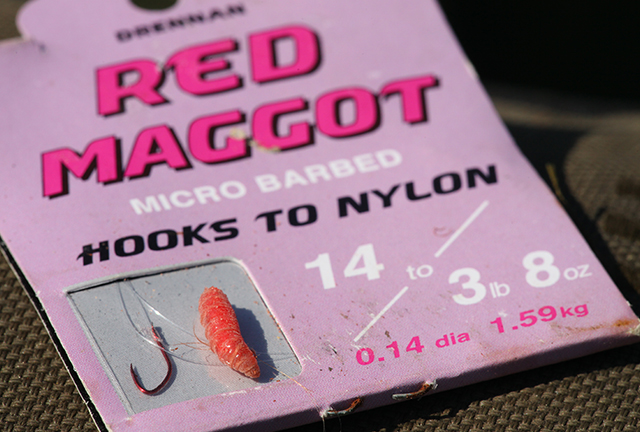 DRENNAN
RED
MAGGOT
MICRO BARBED
HOOKS TO NYLON
14 to 3lb 8oz
0.14 dia 1.59kg